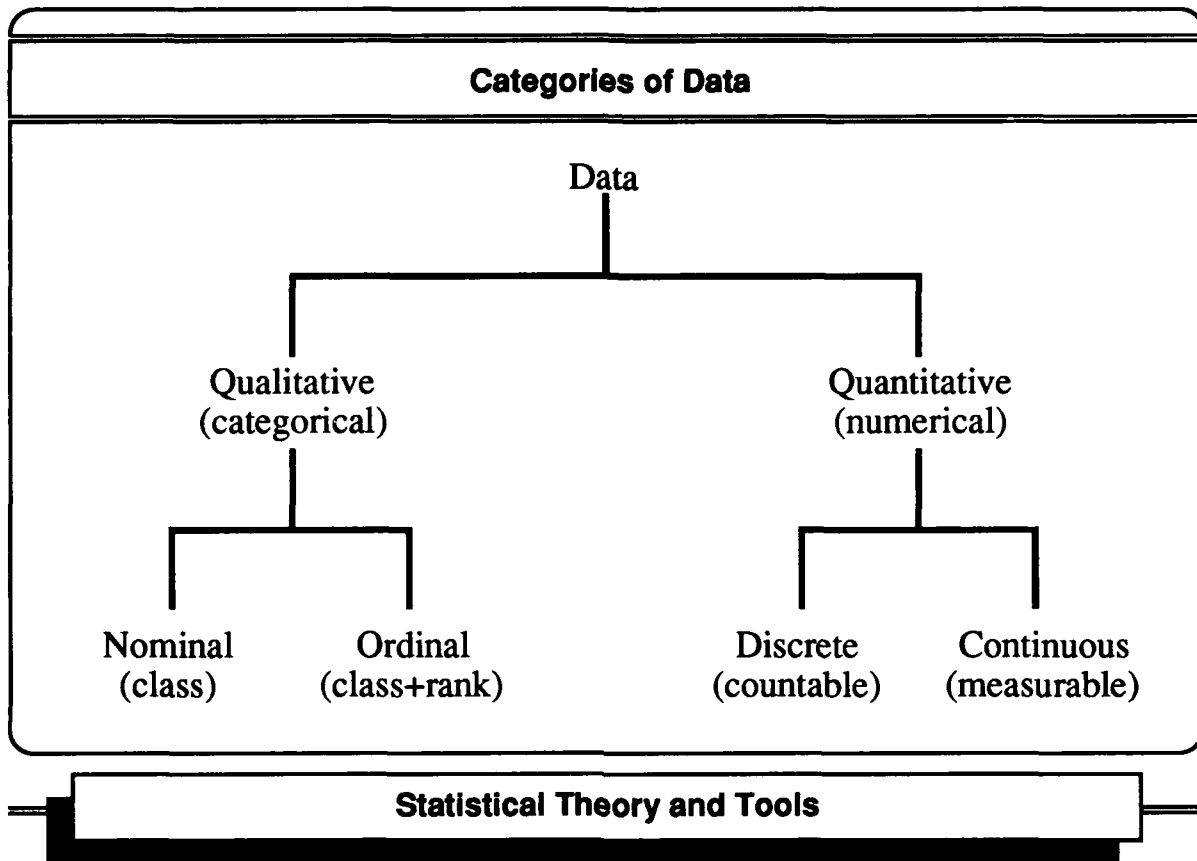 Categories of Data
Data
Qualitative
(categorical)
Quantitative
(numerical)
Nominal
(class)
Ordinal
(class+rank)
Discrete
(countable)
Continuous
(measurable)
Statistical Theory and Tools